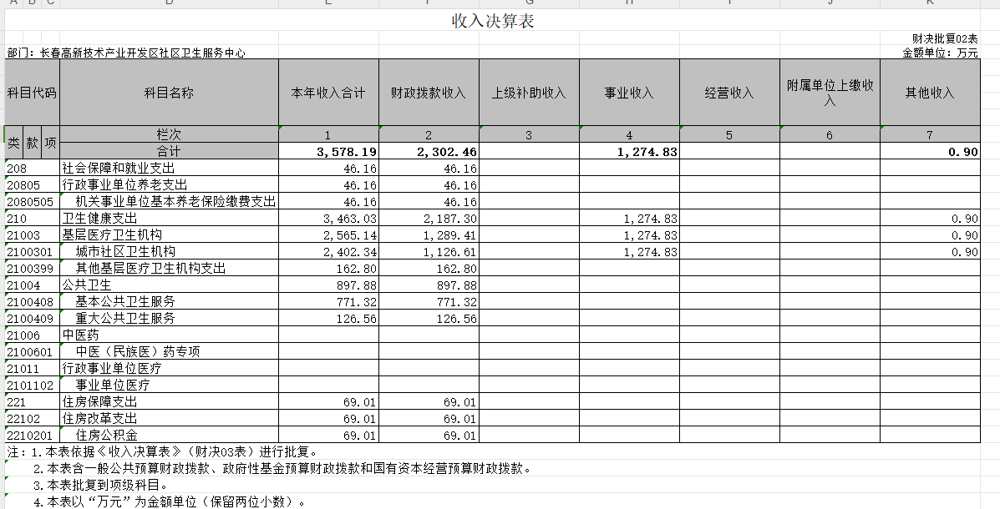 A B C D E F G H I J K
收入决算表
财决批复02表
部门：长春高新技术产业开发区社区卫生服务中心 金额单位：万元
科目代码 科目名称 本年收入合计 财政拨款收入 上级补助收入 事业收入 经营收入 附属单位上缴收入 其他收入
类 款 项 栏次 1 2 3 4 5 6 7
合计 3,578.19 2,302.46 1,274.83 0.90
208 社会保障和就业支出 46.16 46.16
20805 行政事业单位养老支出 46.16 46.16
2080505 机关事业单位基本养老保险缴费支出 46.16 46.16
210 卫生健康支出 3,463.03 2,187.30 1,274.83 0.90
21003 基层医疗卫生机构 2,565.14 1,289.41 1,274.83 0.90
2100301 城市社区卫生机构 2,402.34 1,126.61 1,274.83 0.90
2100399 其他基层医疗卫生机构支出 162.80 162.80
21004 公共卫生 897.88 897.88
2100408 基本公共卫生服务 771.32 771.32
2100409 重大公共卫生服务 126.56 126.56
21006 中医药
2100601 中医（民族医）药专项
21011 行政事业单位医疗
2101102 事业单位医疗
221 住房保障支出 69.01 69.01
22102 住房改革支出 69.01 69.01
2210201 住房公积金 69.01 69.01
注：1.本表依据《收入决算表》（财决03表）进行批复。
2.本表含一般公共预算财政拨款、政府性基金预算财政拨款和国有资本经营预算财政拨款。
3.本表批复到项级科目。
4.本表以“万元”为金额单位（保留两位小数）。